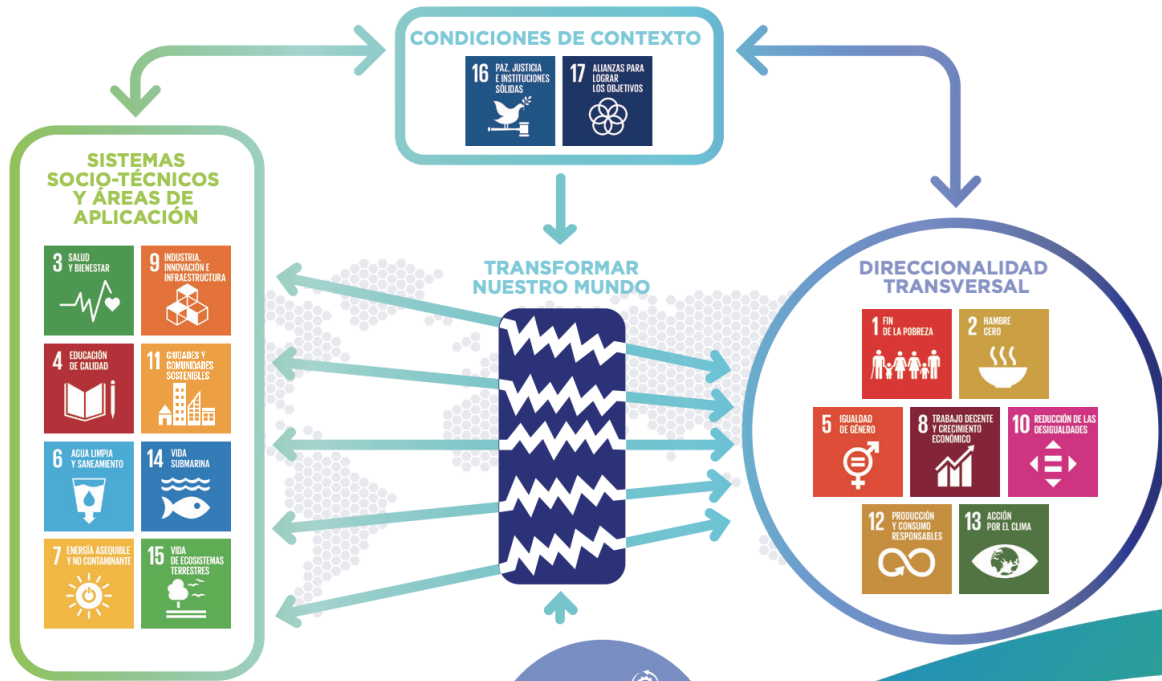 CONDICIONES DE CONTEXTO
16 PAZ, JUSTICIA
E INSTITUCIONES
SÓLIDAS
17 ALIANZAS PARA
LOGRAR
LOS OBJETIVOS
SISTEMAS
SOCIO-TÉCNICOS
Y ÁREAS DE
APLICACIÓN
3 SALUD
Y BIENESTAR
9 INDUSTRIA,
INNOVACIÓN E
INFRAESTRUCTURA
4 EDUCACIÓN
DE CALIDAD
11 CIUDADES Y
COMUNIDADES
SOSTENIBLES
6 AGUA LIMPIA
Y SANEAMIENTO
14 VIDA
SUBMARINA
7 ENERGÍA ASEQUIBLE
Y NO CONTAMINANTE
15 VIDA
DE ECOSISTEMAS
TERRESTRES
TRANSFORMAR
NUESTRO MUNDO
DIRECCIONALIDAD
TRANSVERSAL
1 FIN
DE LA POBREZA
2 HAMBRE
CERO
5 IGUALDAD
DE GÉNERO
8 TRABAJO DECENTE
Y CRECIMIENTO
ECONÓMICO
10 REDUCCIÓN DE LAS
DESIGUALDADES
12 PRODUCCIÓN
Y CONSUMO
RESPONSABLES
13 ACCIÓN
POR EL CLIMA